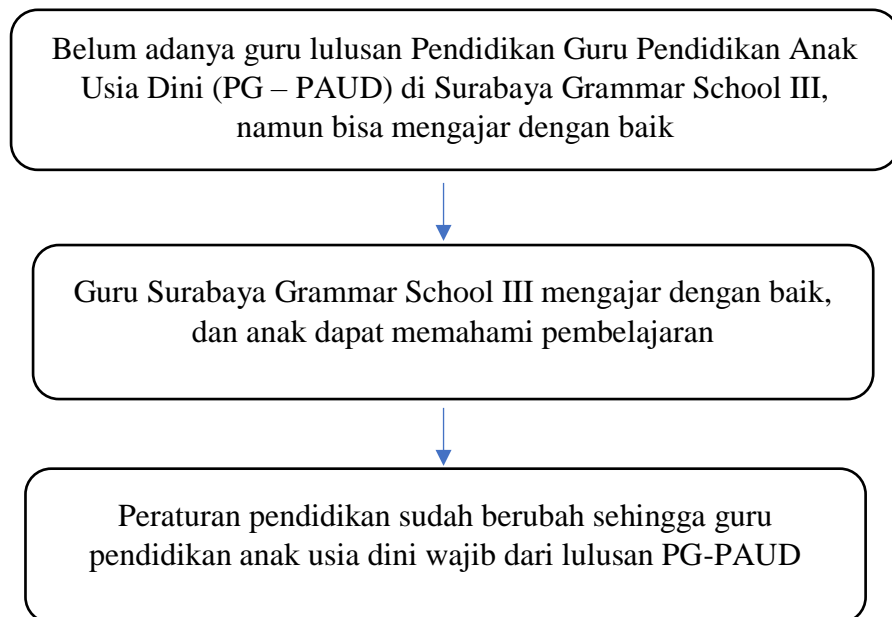 Belum adanya guru lulusan Pendidikan Guru Pendidikan Anak
Usia Dini (PG – PAUD) di Surabaya Grammar School III,
namun bisa mengajar dengan baik
Guru Surabaya Grammar School III mengajar dengan baik,
dan anak dapat memahami pembelajaran
Peraturan pendidikan sudah berubah sehingga guru
pendidikan anak usia dini wajib dari lulusan PG-PAUD